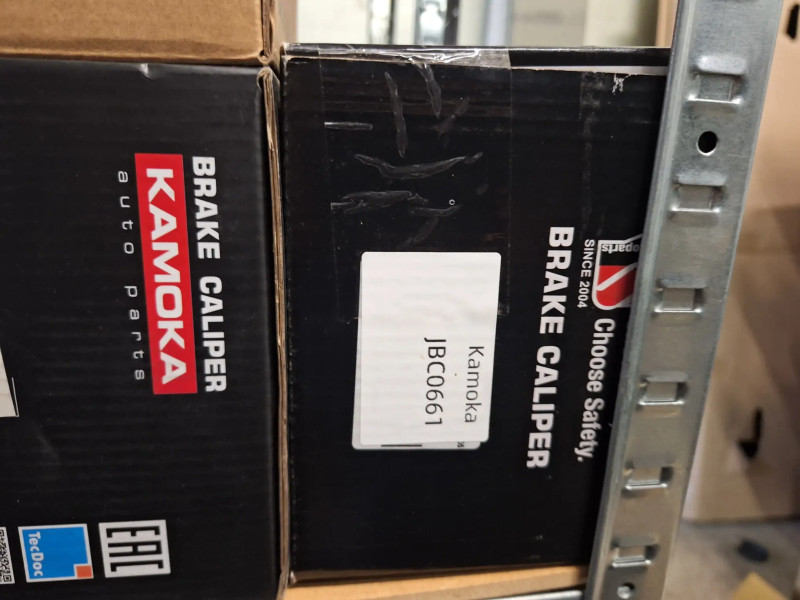 BRAKE CALIPER
KAMOKA
auto parts
TecDoc
EAC
SINCE 2004
Choose Safety.
BRAKE CALIPER
Kamoka
JBC0661